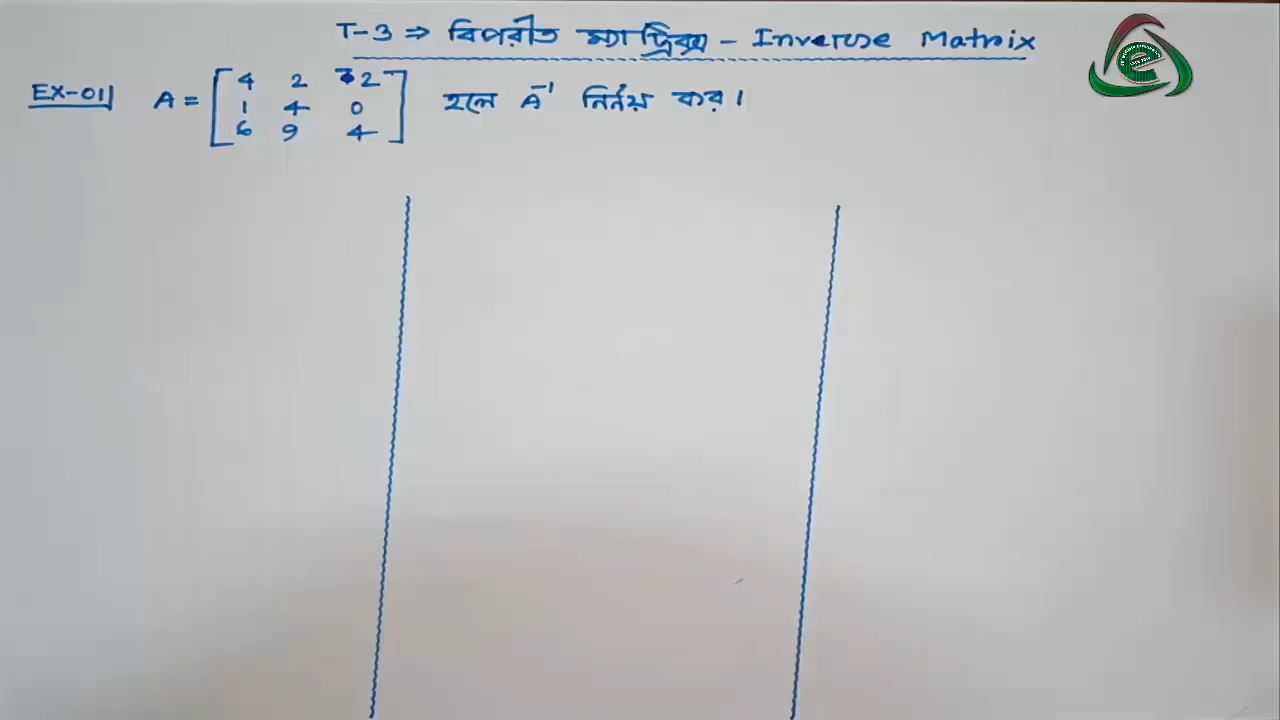 T-3 ⇒ বিপরীত ম্যাট্রিক্স - Inverse Matrix
EX-01 A = [4 2 2
1 4 0
6 9 4] হলে A⁻¹ নির্ণয় কর।
e